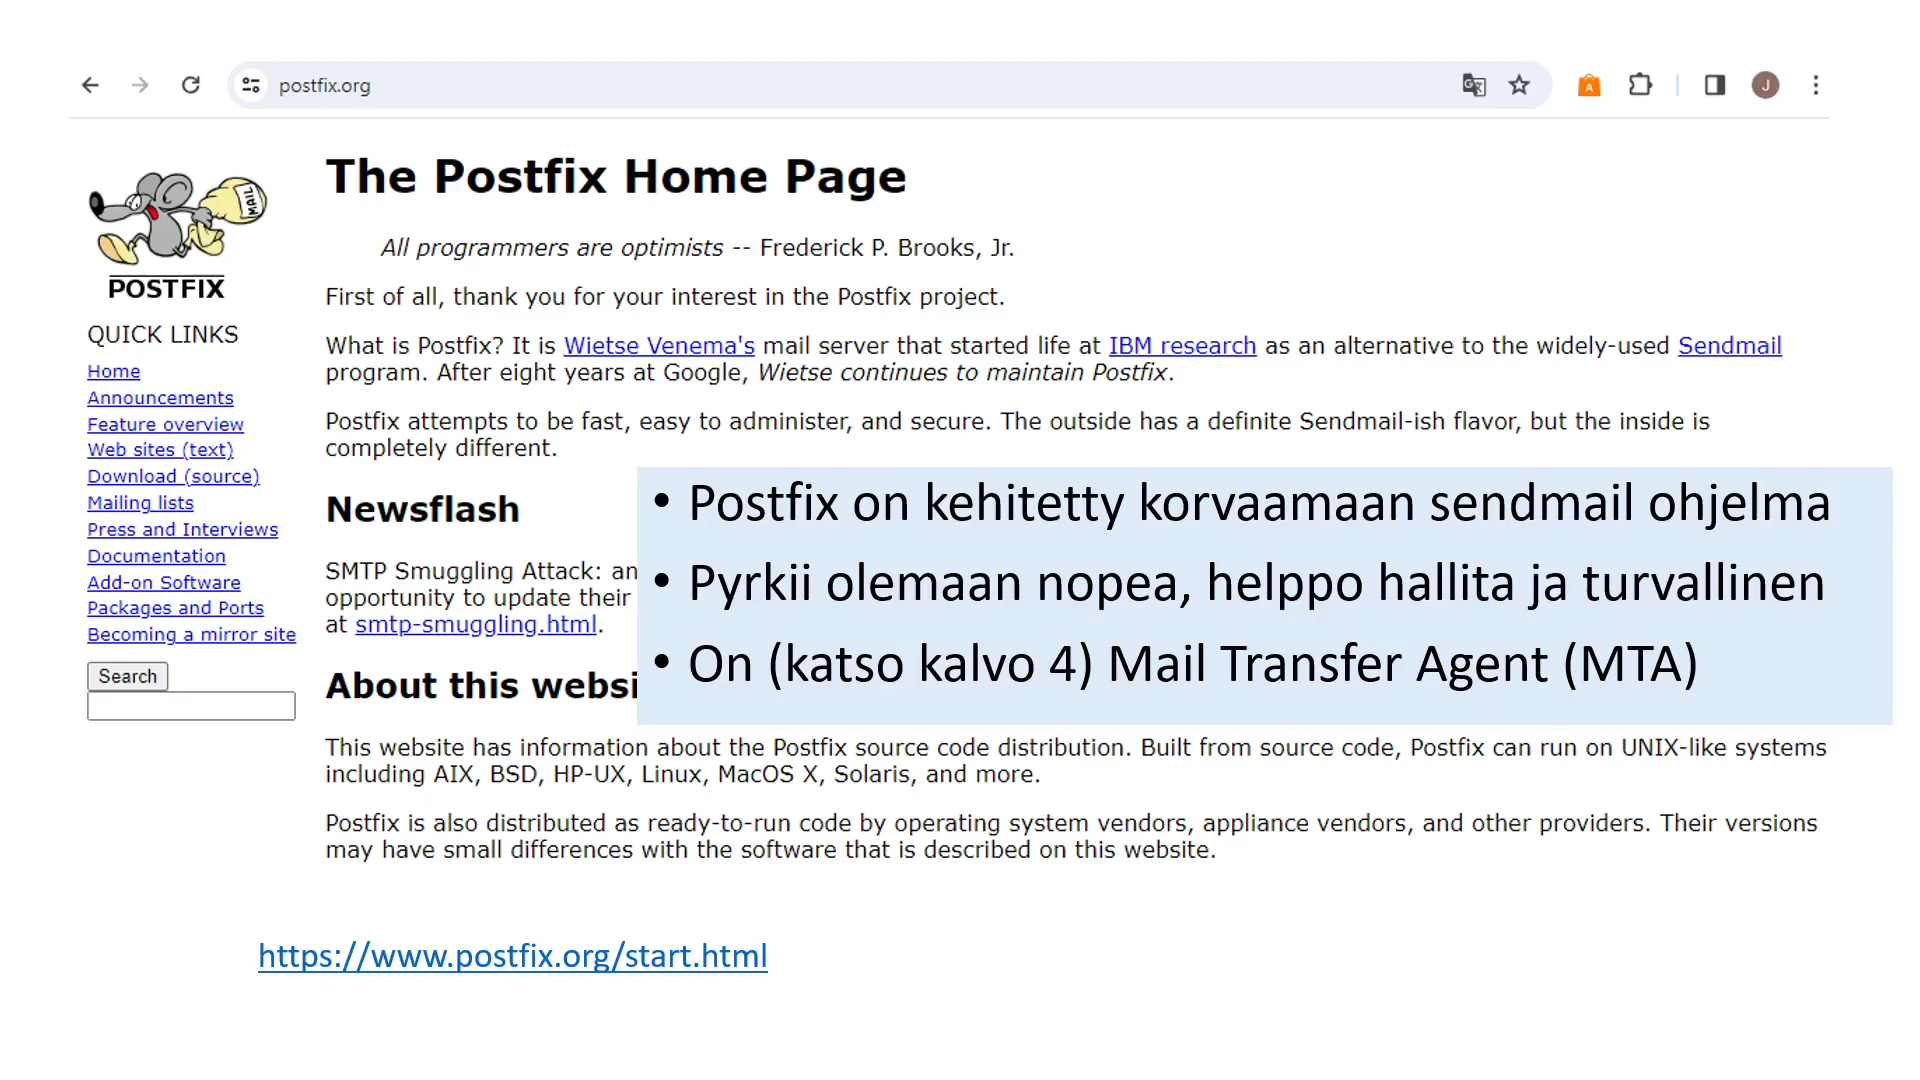 postfix.org
A
J
MAIL
POSTFIX
QUICK LINKS
Home
Announcements
Feature overview
Web sites (text)
Download (source)
Mailing lists
Press and Interviews
Documentation
Add-on Software
Packages and Ports
Becoming a mirror site
Search
The Postfix Home Page
All programmers are optimists -- Frederick P. Brooks, Jr.
First of all, thank you for your interest in the Postfix project.
What is Postfix? It is Wietse Venema's mail server that started life at IBM research as an alternative to the widely-used Sendmail
program. After eight years at Google, Wietse continues to maintain Postfix.
Postfix attempts to be fast, easy to administer, and secure. The outside has a definite Sendmail-ish flavor, but the inside is
completely different.
Newsflash
SMTP Smuggling Attack:
opportunity to update their
at smtp-smuggling.html.
About this
• Postfix on kehitetty korvaamaan sendmail ohjelma
• Pyrkii olemaan nopea, helppo hallita ja turvallinen
• On (katso kalvo 4) Mail Transfer Agent (MTA)
This website has information about the Postfix source code distribution. Built from source code, Postfix can run on UNIX-like systems
including AIX, BSD, HP-UX, Linux, MacOS X, Solaris, and more.
Postfix is also distributed as ready-to-run code by operating system vendors, appliance vendors, and other providers. Their versions
may have small differences with the software that is described on this website.
https://www.postfix.org/start.html